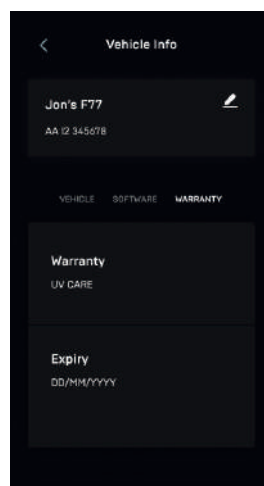 Vehicle Info
Jon's F77
AA 12 345678
VEHICLE SOFTWARE WARRANTY
Warranty
UV CARE
Expiry
DD/MM/YYYY